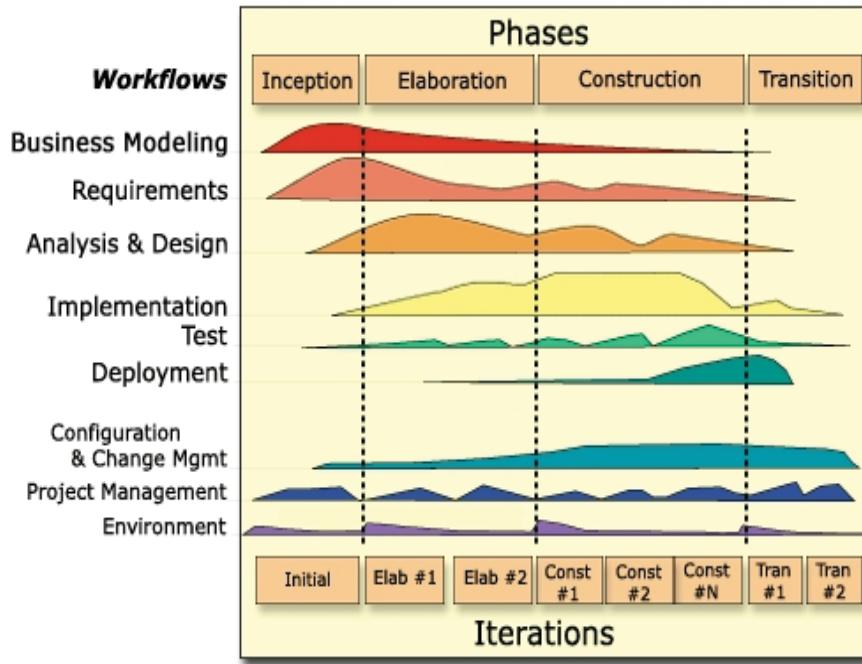 Phases
Workflows
Inception
Elaboration
Construction
Transition
Business Modeling
Requirements
Analysis & Design
Implementation
Test
Deployment
Configuration
& Change Mgmt
Project Management
Environment
Initial
Elab #1
Elab #2
Const
#1
Const
#2
Const
#N
Tran
#1
Tran
#2
Iterations